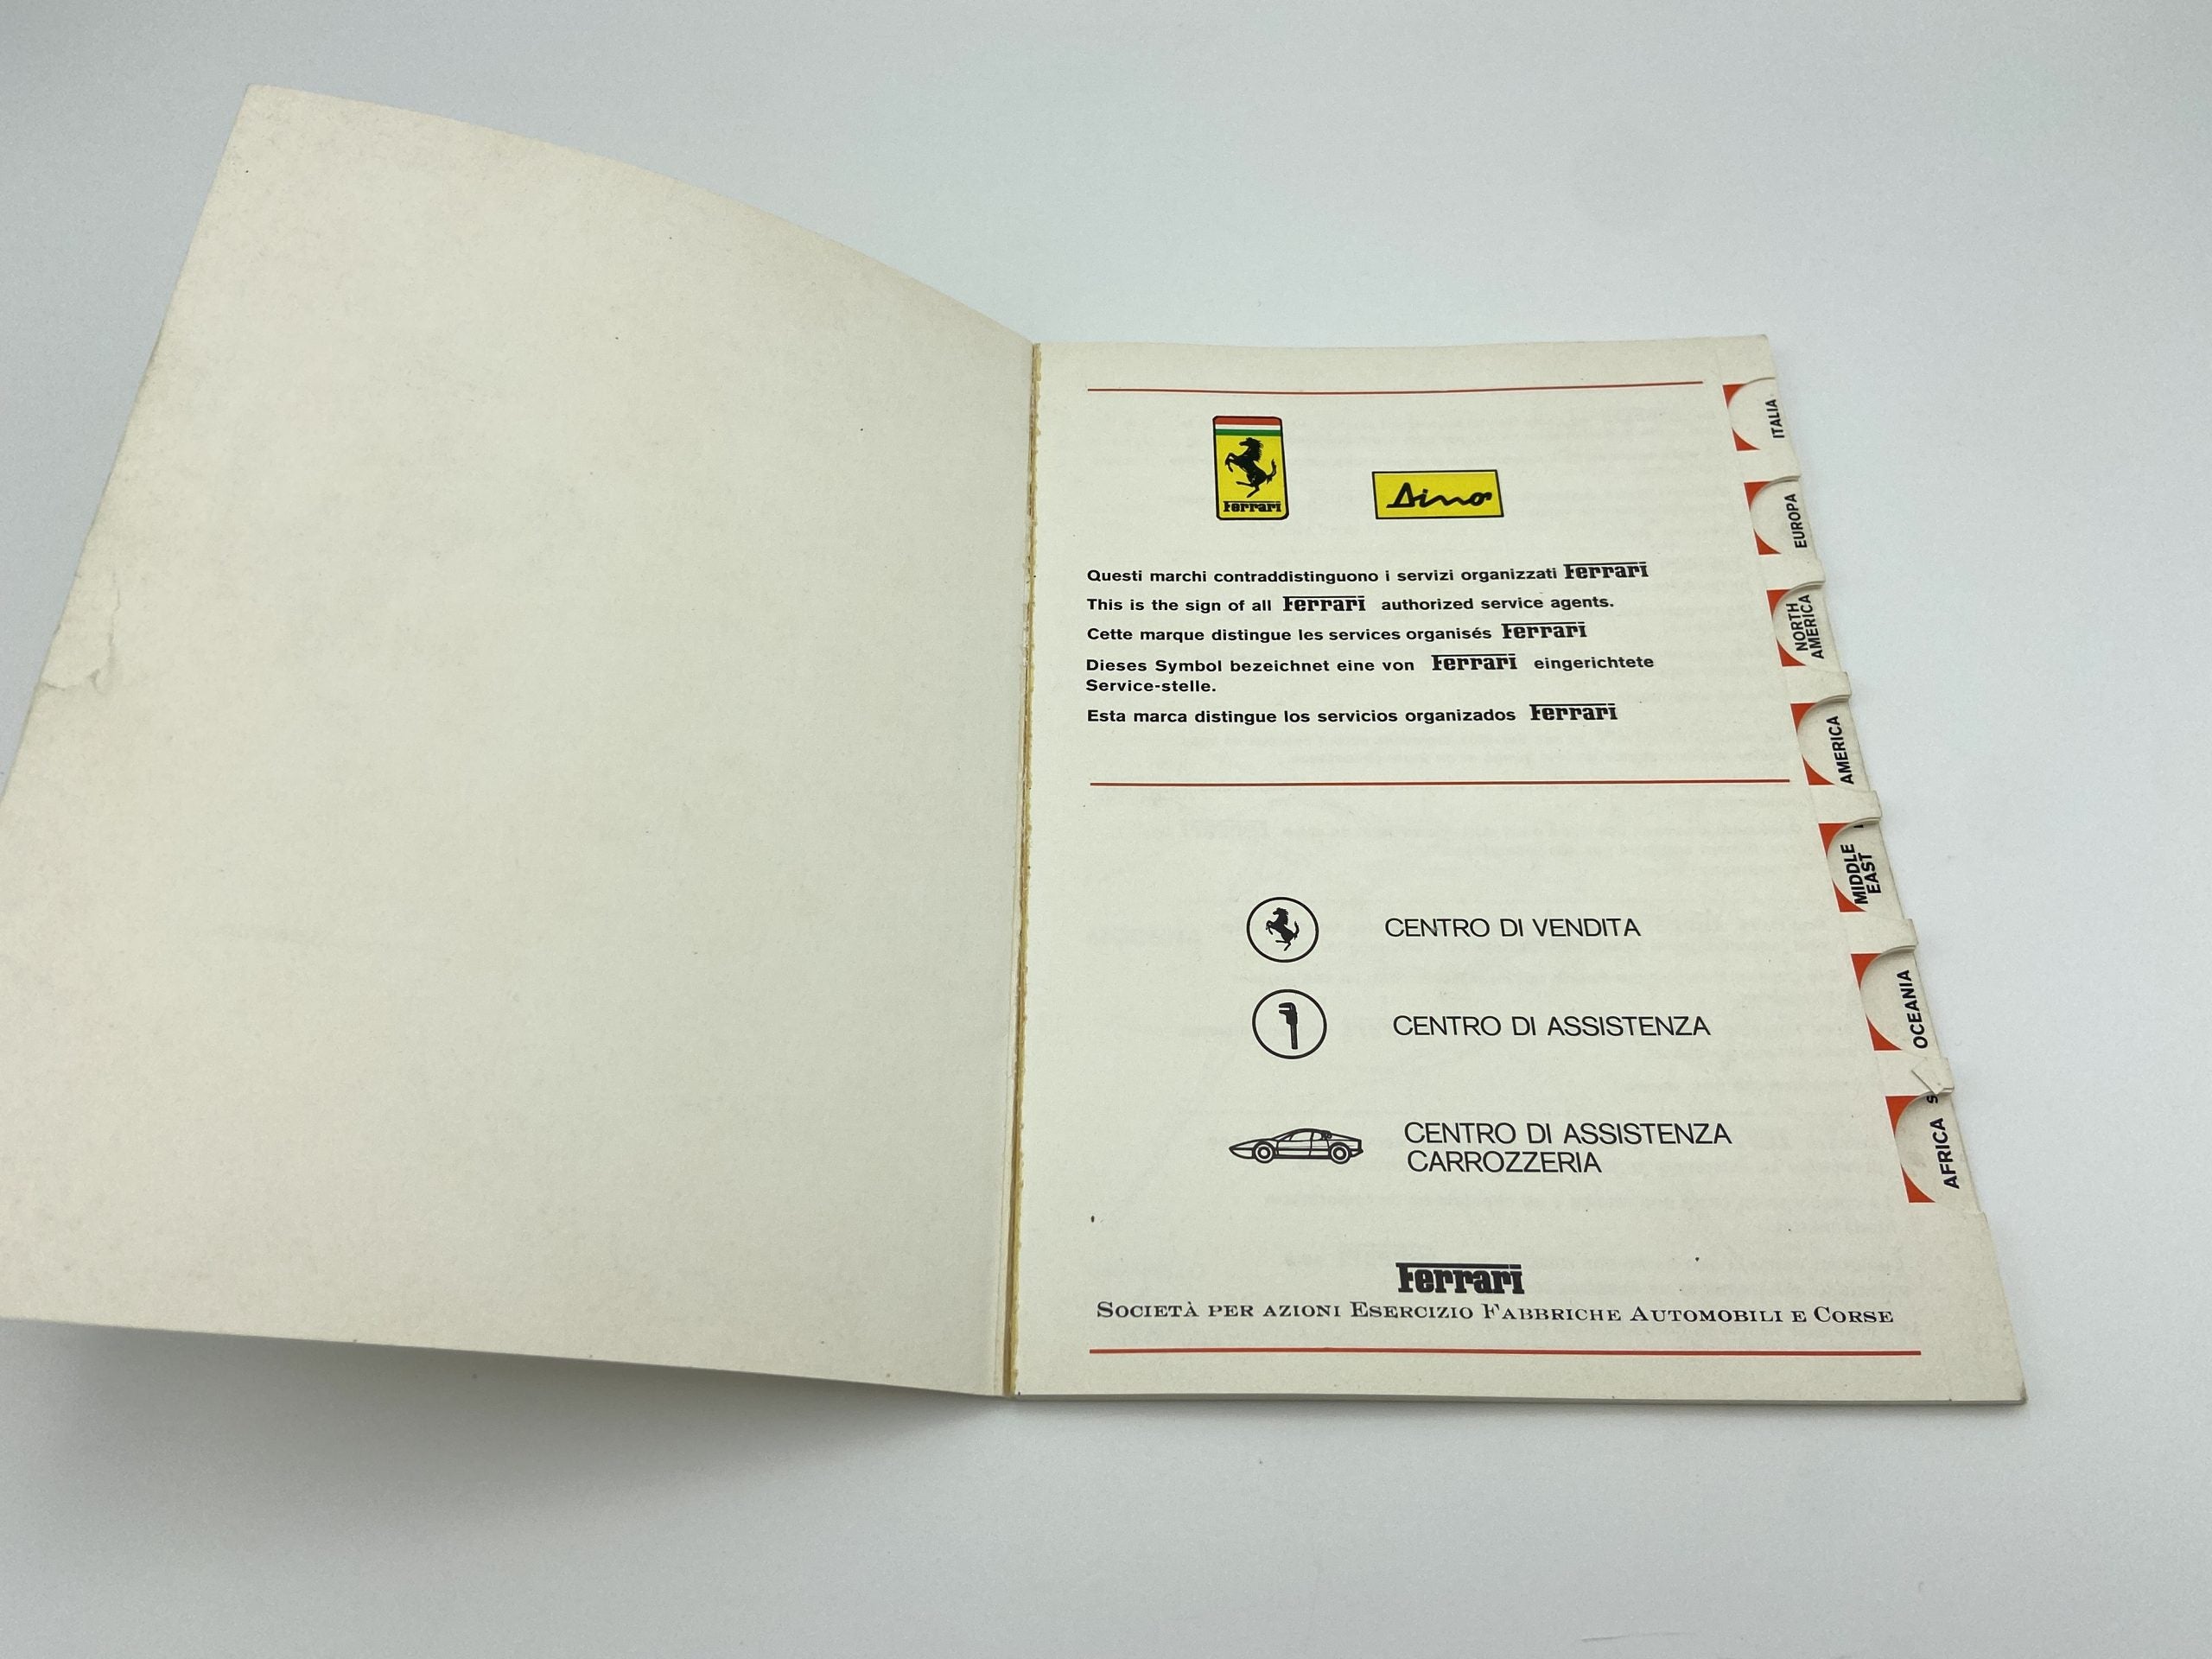 Ferrari
Dino
Questi marchi contraddistinguono i servizi organizzati Ferrari
This is the sign of all Ferrari authorized service agents.
Cette marque distingue les services organisés Ferrari
Dieses Symbol bezeichnet eine von Ferrari eingerichtete
Service-stelle.
Esta marca distingue los servicios organizados Ferrari
CENTRO DI VENDITA
CENTRO DI ASSISTENZA
CENTRO DI ASSISTENZA
CARROZZERIA
Ferrari
SOCIETÀ PER AZIONI ESERCIZIO FABBRICHE AUTOMOBILI E CORSE
ITALIA
EUROPA
NORTH
AMERICA
AMERICA
MIDDLE
EAST
OCEANIA
AFRICA